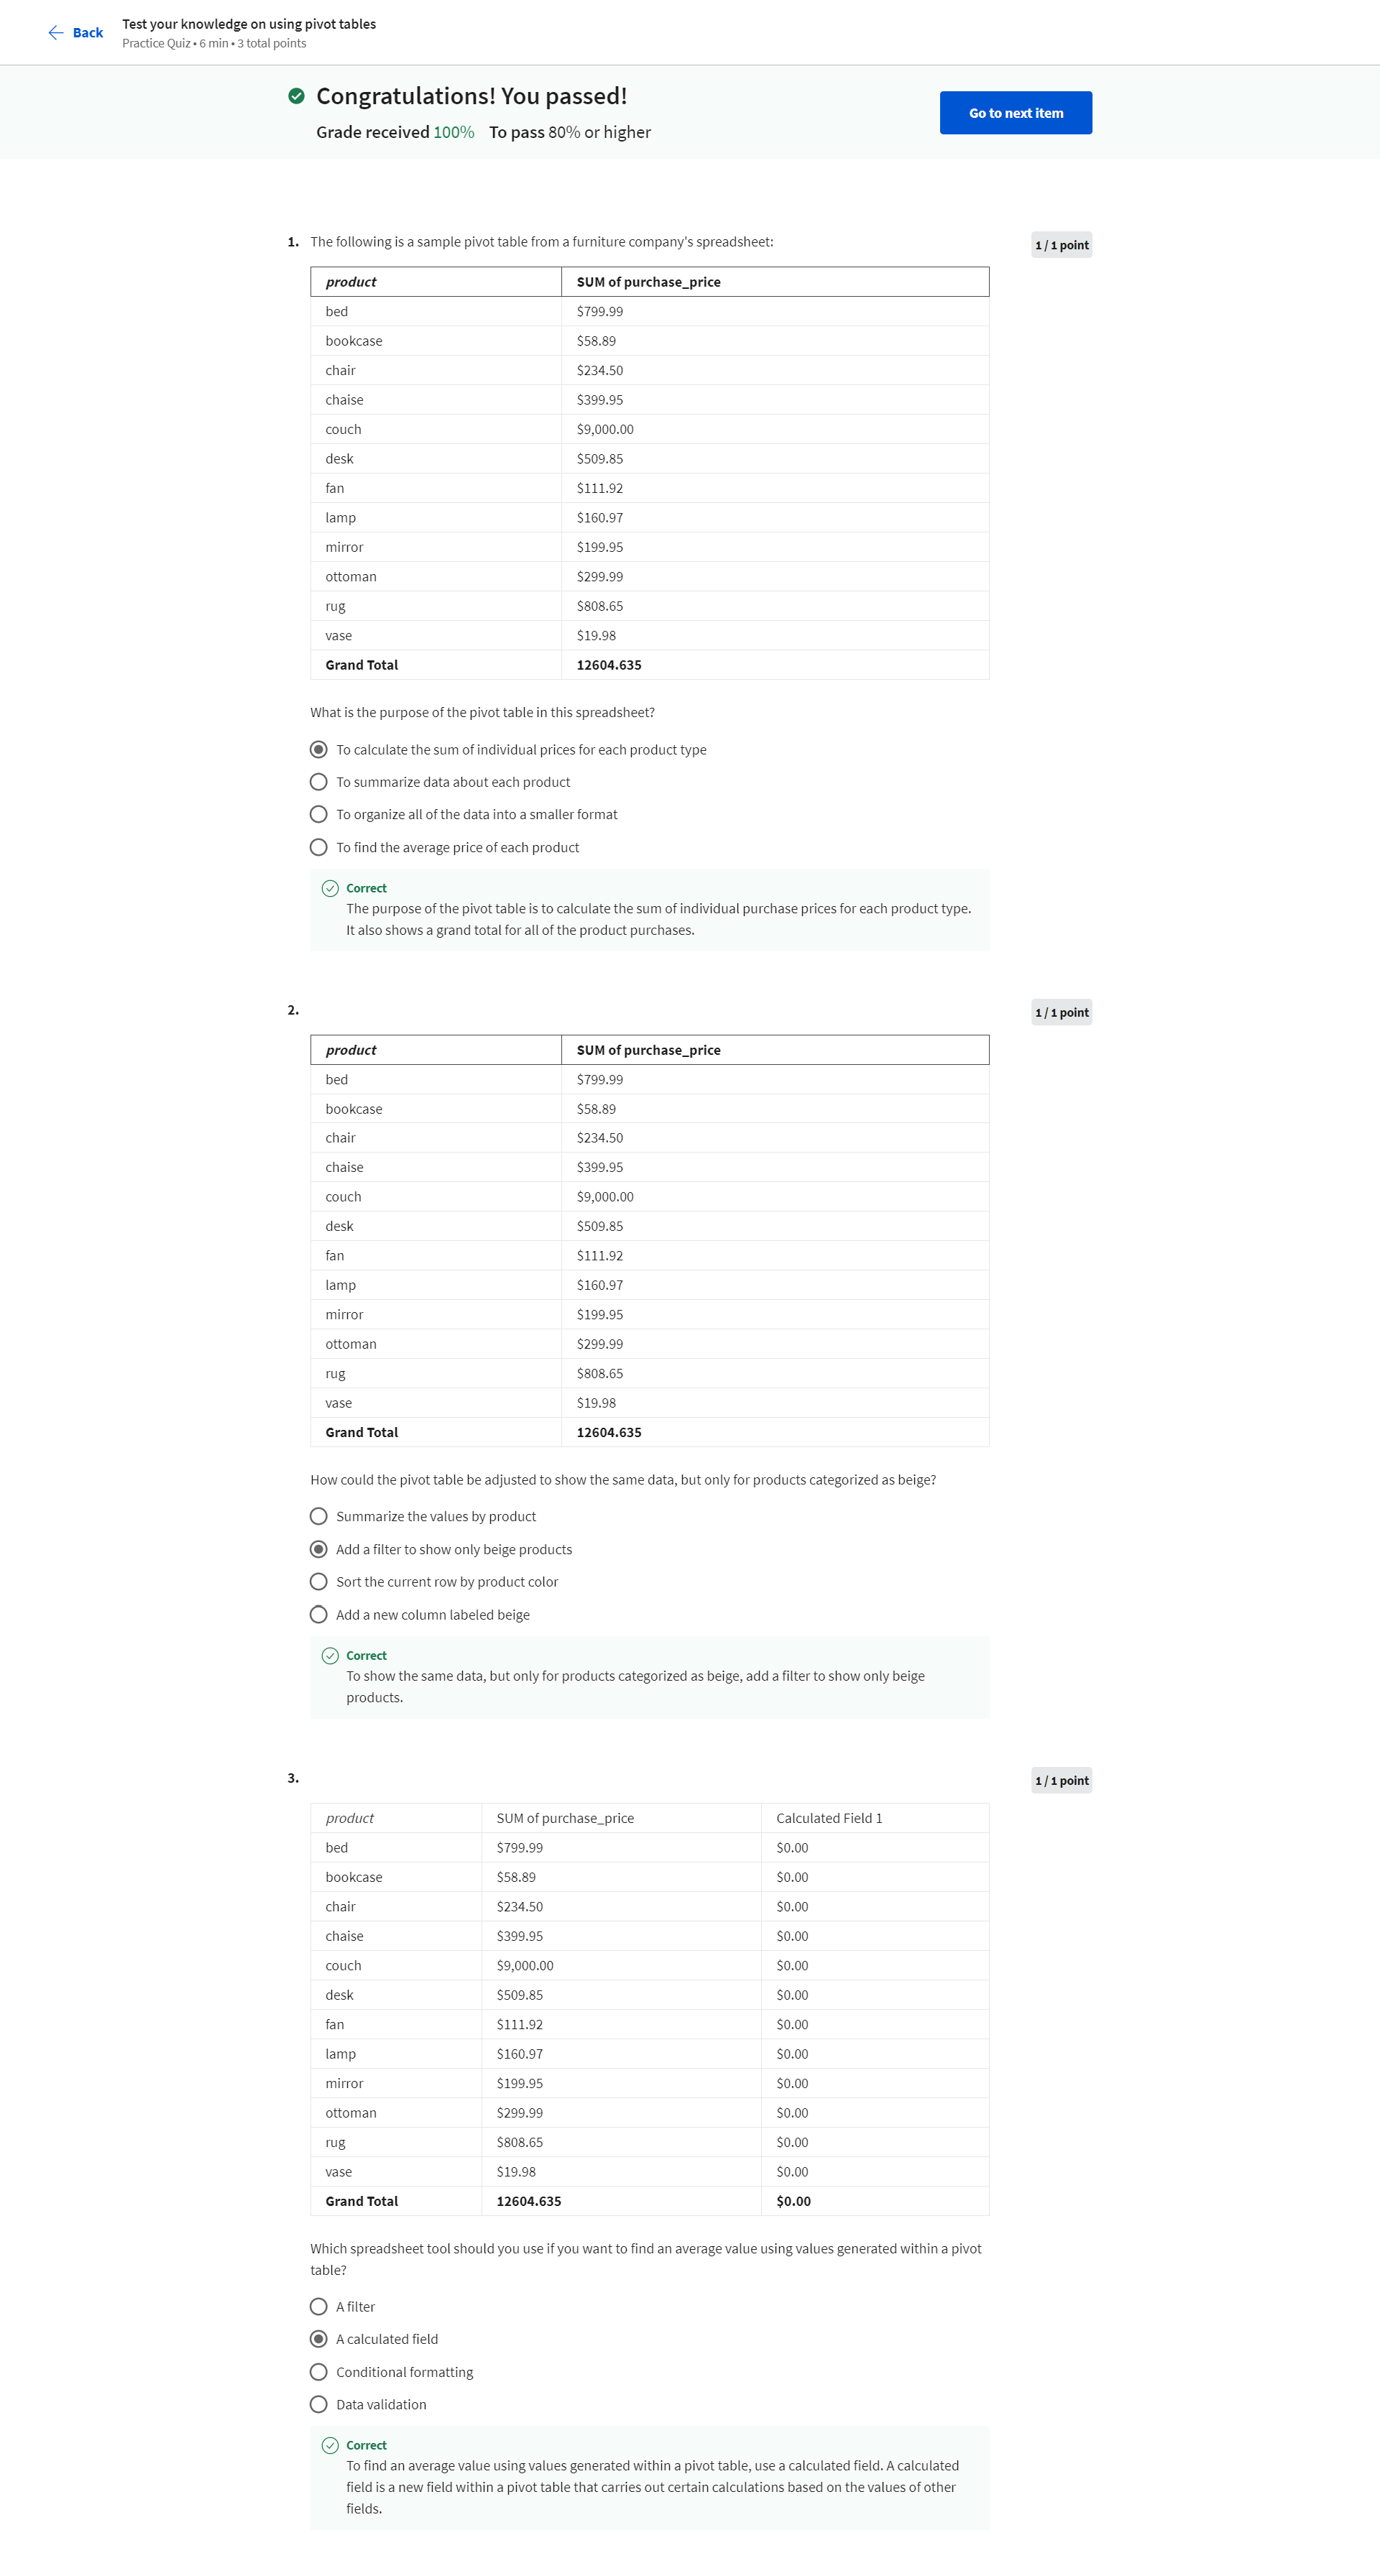 Back
Test your knowledge on using pivot tables
Practice Quiz • 6 min • 3 total points
Congratulations! You passed!
Grade received 100% To pass 80% or higher
Go to next item
1. The following is a sample pivot table from a furniture company's spreadsheet:
1 / 1 point
product SUM of purchase_price
bed $799.99
bookcase $58.89
chair $234.50
chaise $399.95
couch $9,000.00
desk $509.85
fan $111.92
lamp $160.97
mirror $199.95
ottoman $299.99
rug $808.65
vase $19.98
Grand Total 12604.635
What is the purpose of the pivot table in this spreadsheet?
To calculate the sum of individual prices for each product type
To summarize data about each product
To organize all of the data into a smaller format
To find the average price of each product
Correct
The purpose of the pivot table is to calculate the sum of individual purchase prices for each product type.
It also shows a grand total for all of the product purchases.
2.
1 / 1 point
product SUM of purchase_price
bed $799.99
bookcase $58.89
chair $234.50
chaise $399.95
couch $9,000.00
desk $509.85
fan $111.92
lamp $160.97
mirror $199.95
ottoman $299.99
rug $808.65
vase $19.98
Grand Total 12604.635
How could the pivot table be adjusted to show the same data, but only for products categorized as beige?
Summarize the values by product
Add a filter to show only beige products
Sort the current row by product color
Add a new column labeled beige
Correct
To show the same data, but only for products categorized as beige, add a filter to show only beige
products.
3.
1 / 1 point
product SUM of purchase_price Calculated Field 1
bed $799.99 $0.00
bookcase $58.89 $0.00
chair $234.50 $0.00
chaise $399.95 $0.00
couch $9,000.00 $0.00
desk $509.85 $0.00
fan $111.92 $0.00
lamp $160.97 $0.00
mirror $199.95 $0.00
ottoman $299.99 $0.00
rug $808.65 $0.00
vase $19.98 $0.00
Grand Total 12604.635 $0.00
Which spreadsheet tool should you use if you want to find an average value using values generated within a pivot
table?
A filter
A calculated field
Conditional formatting
Data validation
Correct
To find an average value using values generated within a pivot table, use a calculated field. A calculated
field is a new field within a pivot table that carries out certain calculations based on the values of other
fields.